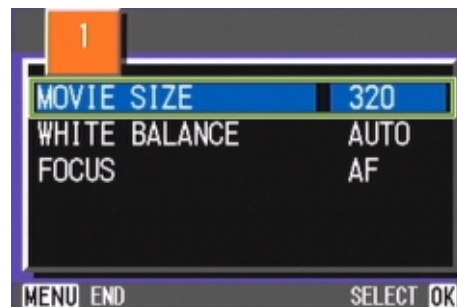 1
MOVIE SIZE 320
WHITE BALANCE AUTO
FOCUS AF
MENU END SELECT OK